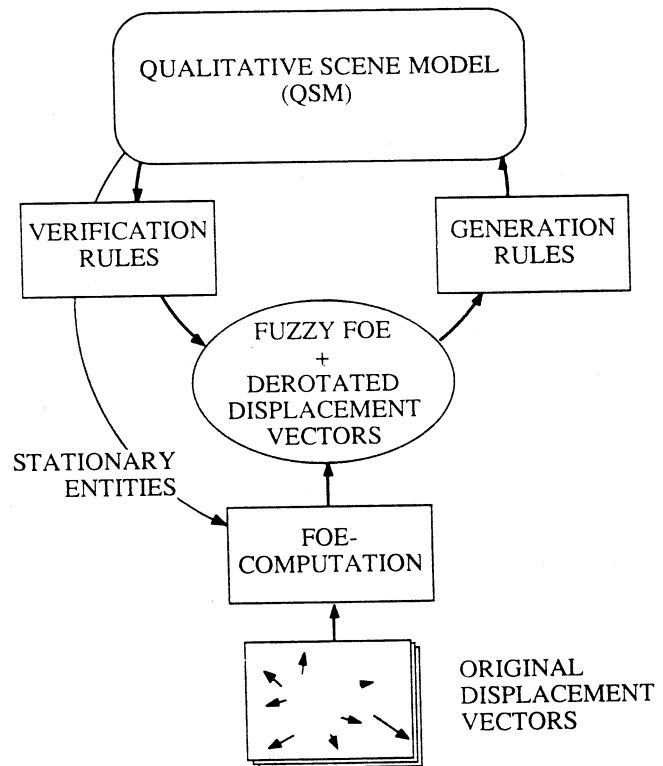 QUALITATIVE SCENE MODEL
(QSM)
VERIFICATION
RULES
GENERATION
RULES
FUZZY FOE
+
DEROTATED
DISPLACEMENT
VECTORS
STATIONARY
ENTITIES
FOE-
COMPUTATION
ORIGINAL
DISPLACEMENT
VECTORS